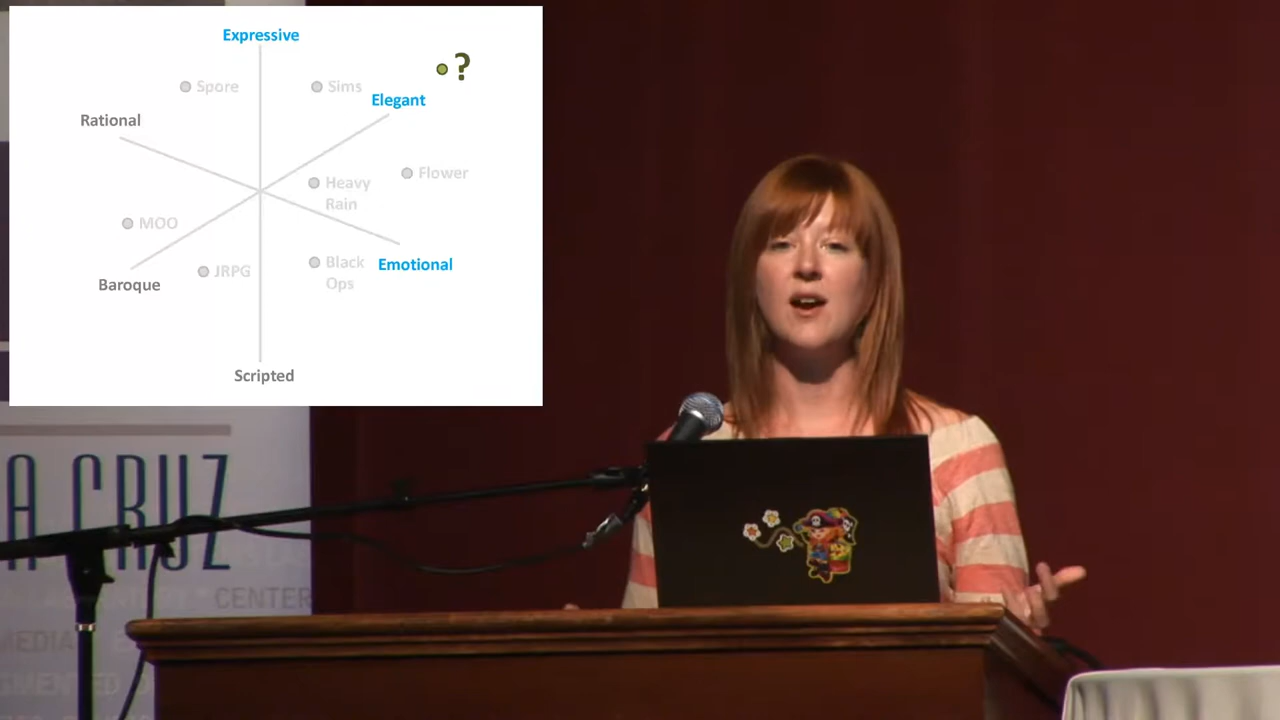 Expressive
?
Spore
Sims
Elegant
Rational
Flower
Heavy
Rain
MOO
Black
Ops
Emotional
JRPG
Baroque
Scripted
A CRUZ
CENTER